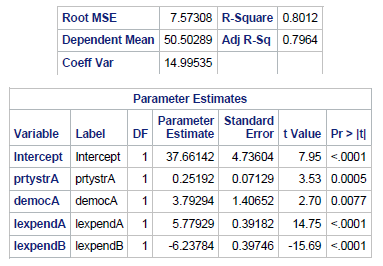 Root MSE 7.57308 R-Square 0.8012
Dependent Mean 50.50289 Adj R-Sq 0.7964
Coeff Var 14.99535
Parameter Estimates
Variable Label DF Parameter Estimate Standard Error t Value Pr > |t|
Intercept Intercept 1 37.66142 4.73604 7.95 <.0001
prtystrA prtystrA 1 0.25192 0.07129 3.53 0.0005
democA democA 1 3.79294 1.40652 2.70 0.0077
lexpendA lexpendA 1 5.77929 0.39182 14.75 <.0001
lexpendB lexpendB 1 -6.23784 0.39746 -15.69 <.0001